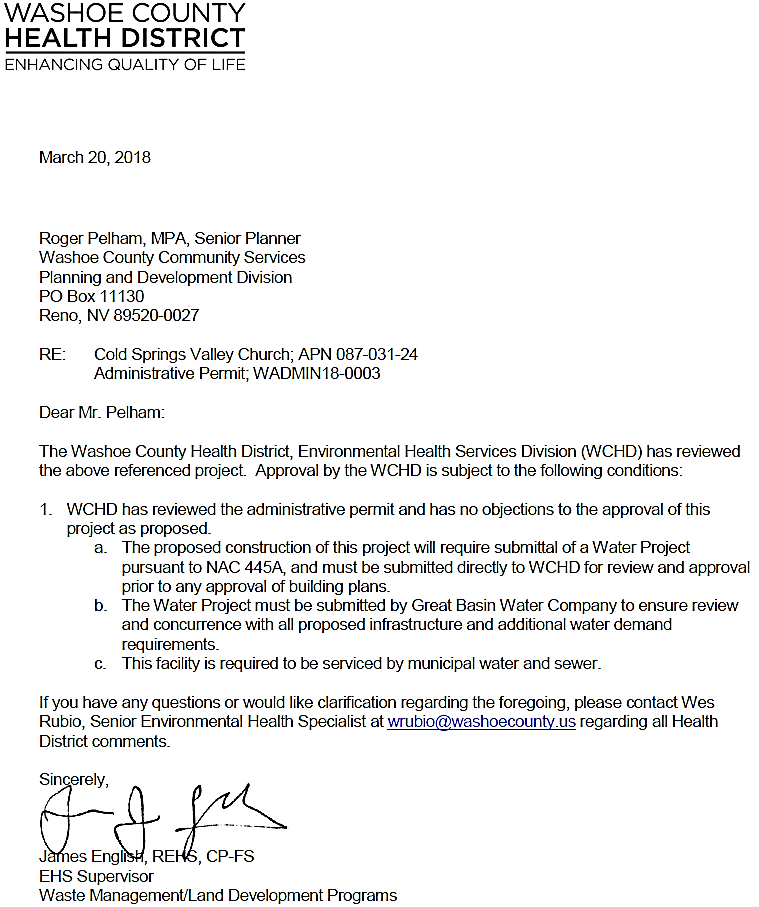 WASHOE COUNTY
HEALTH DISTRICT
ENHANCING QUALITY OF LIFE
March 20, 2018
Roger Pelham, MPA, Senior Planner
Washoe County Community Services
Planning and Development Division
PO Box 11130
Reno, NV 89520-0027
RE: Cold Springs Valley Church; APN 087-031-24
Administrative Permit; WADMIN18-0003
Dear Mr. Pelham:
The Washoe County Health District, Environmental Health Services Division (WCHD) has reviewed
the above referenced project. Approval by the WCHD is subject to the following conditions:
1. WCHD has reviewed the administrative permit and has no objections to the approval of this
project as proposed.
a. The proposed construction of this project will require submittal of a Water Project
pursuant to NAC 445A, and must be submitted directly to WCHD for review and approval
prior to any approval of building plans.
b. The Water Project must be submitted by Great Basin Water Company to ensure review
and concurrence with all proposed infrastructure and additional water demand
requirements.
c. This facility is required to be serviced by municipal water and sewer.
If you have any questions or would like clarification regarding the foregoing, please contact Wes
Rubio, Senior Environmental Health Specialist at wrubio@washoecounty.us regarding all Health
District comments.
Sincerely,
James English, REHS, CP-FS
EHS Supervisor
Waste Management/Land Development Programs